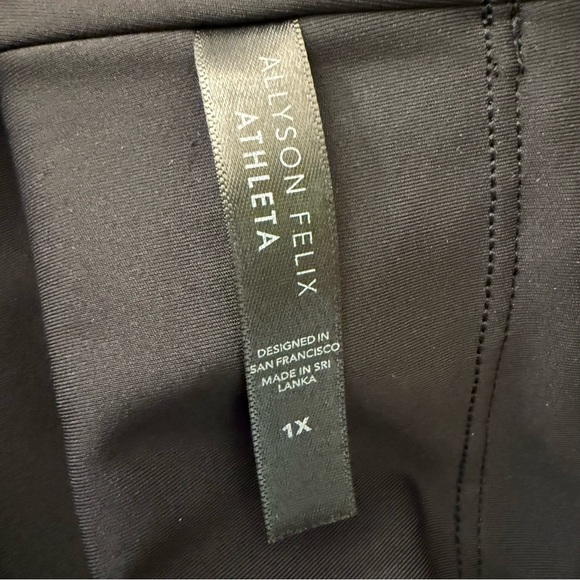 ALLYSON FELIX
ATHLETA
DESIGNED IN
SAN FRANCISCO
MADE IN SRI
LANKA
1X